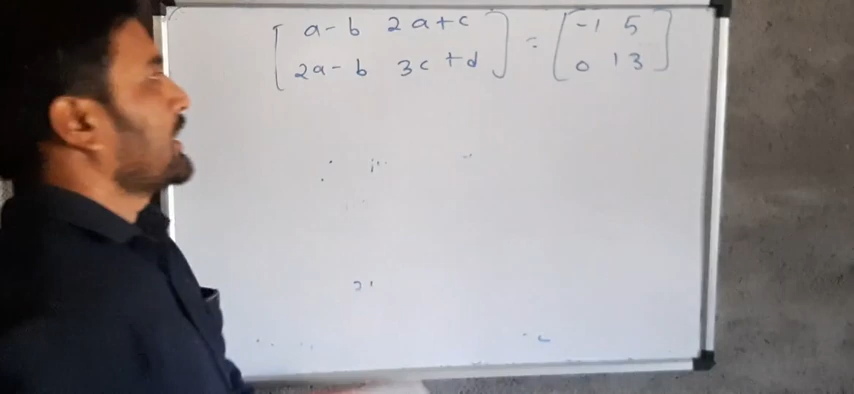 [ a-b 2a+c ] = [ -1 5 ]
[ 2a-b 3c+d ] [ 0 13 ]